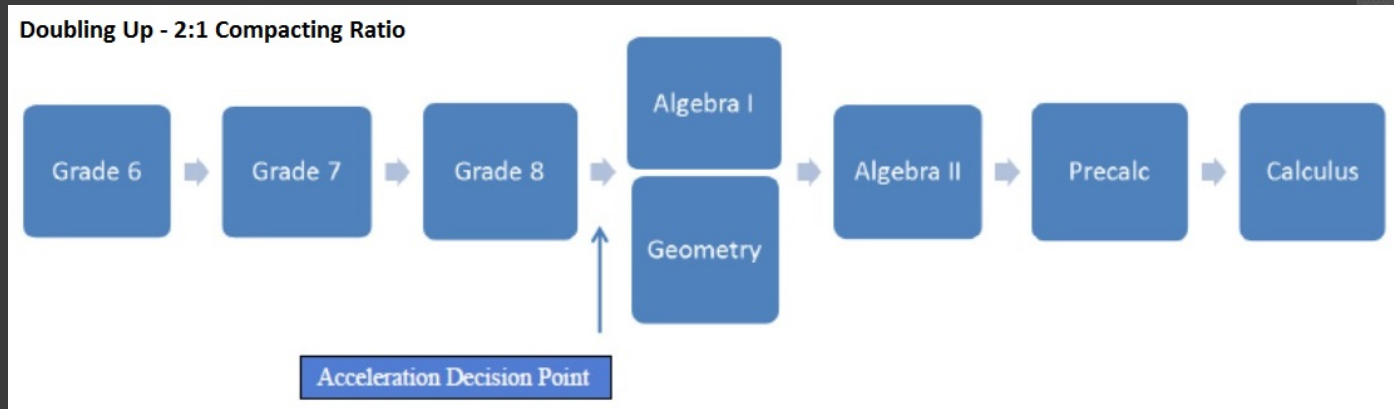 Doubling Up - 2:1 Compacting Ratio
Grade 6
Grade 7
Grade 8
Algebra I
Geometry
Algebra II
Precalc
Calculus
Acceleration Decision Point